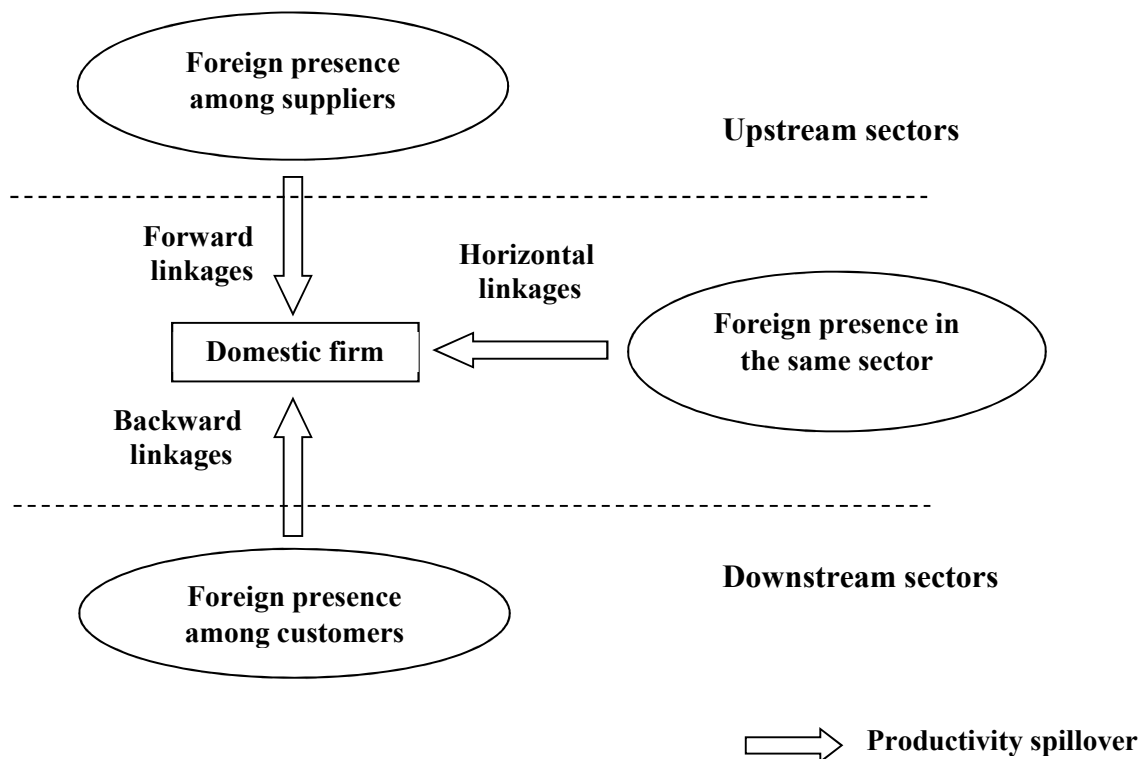 Foreign presence
among suppliers
Upstream sectors
Forward
linkages
Horizontal
linkages
Foreign presence in
the same sector
Domestic firm
Backward
linkages
Downstream sectors
Foreign presence
among customers
Productivity spillover